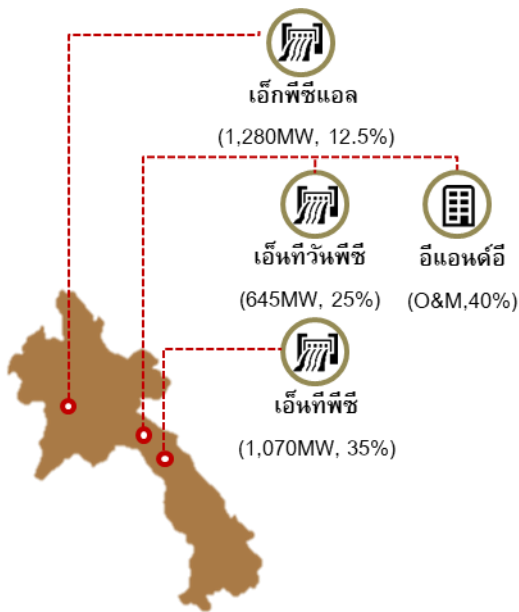 เอ็กพีซีแอล
(1,280MW, 12.5%)
เอ็นทีวันพีซี
(645MW, 25%)
อีแอนด์อี
(O&M,40%)
เอ็นทีพีซี
(1,070MW, 35%)